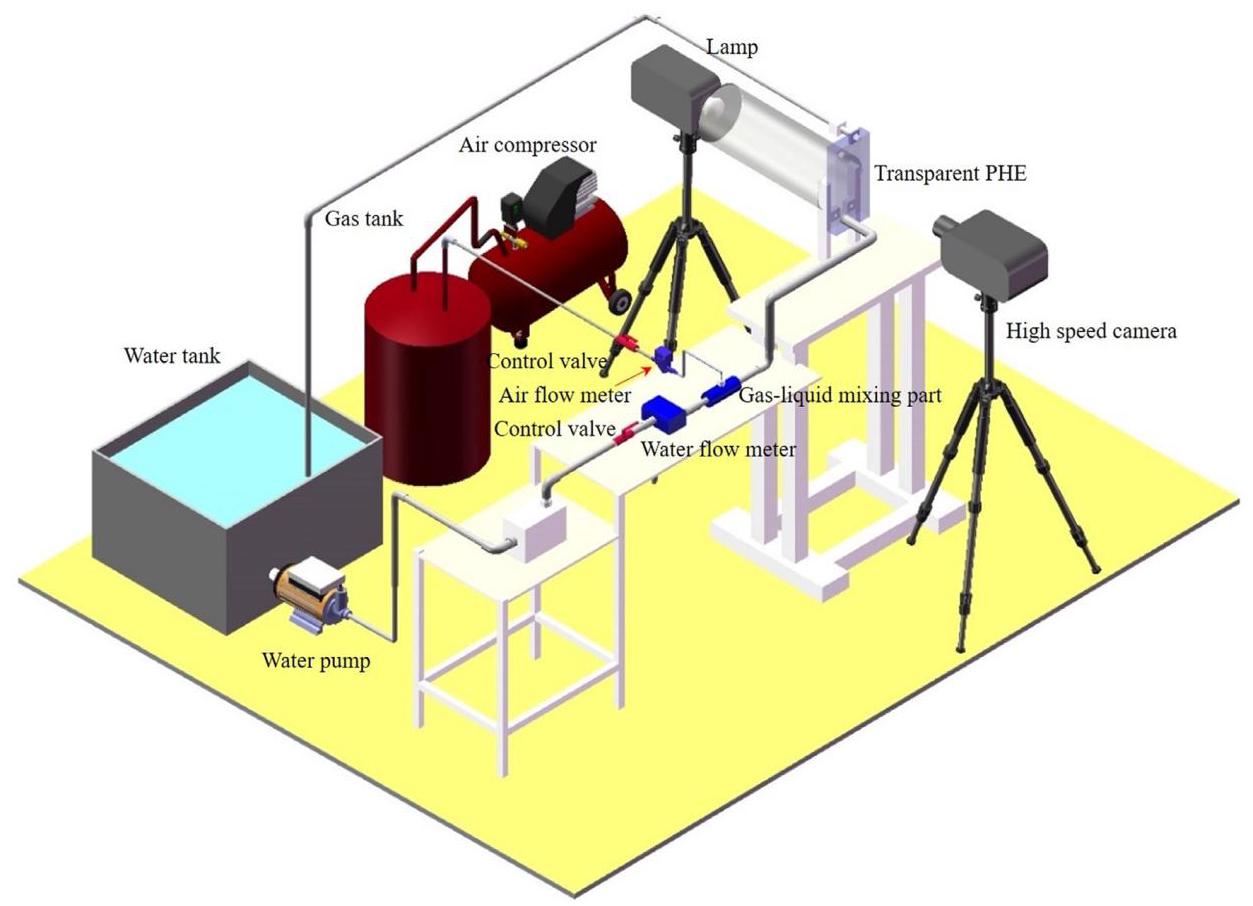 Lamp
Air compressor
Transparent PHE
Gas tank
High speed camera
Water tank
Control valve
Air flow meter
Gas-liquid mixing part
Control valve
Water flow meter
Water pump